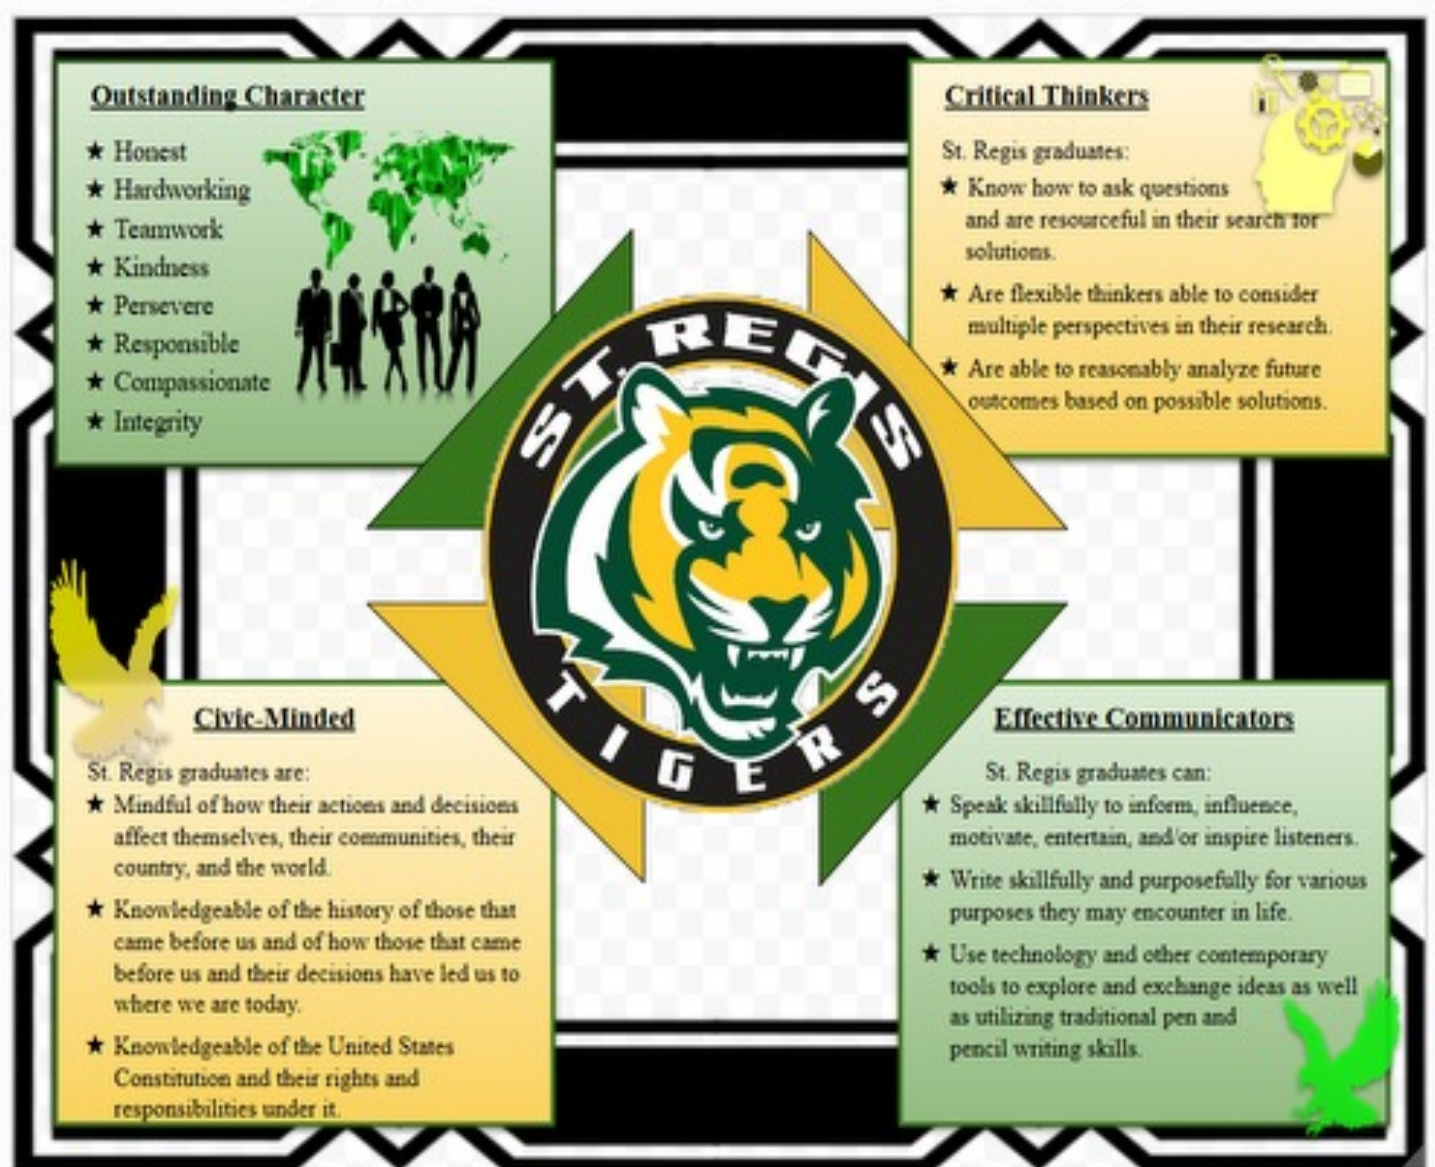 Outstanding Character
★ Honest
★ Hardworking
★ Teamwork
★ Kindness
★ Persevere
★ Responsible
★ Compassionate
★ Integrity
Critical Thinkers
St. Regis graduates:
★ Know how to ask questions
and are resourceful in their search for
solutions.
★ Are flexible thinkers able to consider
multiple perspectives in their research.
★ Are able to reasonably analyze future
outcomes based on possible solutions.
ST. REGIS
TIGERS
Civic-Minded
St. Regis graduates are:
★ Mindful of how their actions and decisions
affect themselves, their communities, their
country, and the world.
★ Knowledgeable of the history of those that
came before us and of how those that came
before us and their decisions have led us to
where we are today.
★ Knowledgeable of the United States
Constitution and their rights and
responsibilities under it.
Effective Communicators
St. Regis graduates can:
★ Speak skillfully to inform, influence,
motivate, entertain, and/or inspire listeners.
★ Write skillfully and purposefully for various
purposes they may encounter in life.
★ Use technology and other contemporary
tools to explore and exchange ideas as well
as utilizing traditional pen and
pencil writing skills.